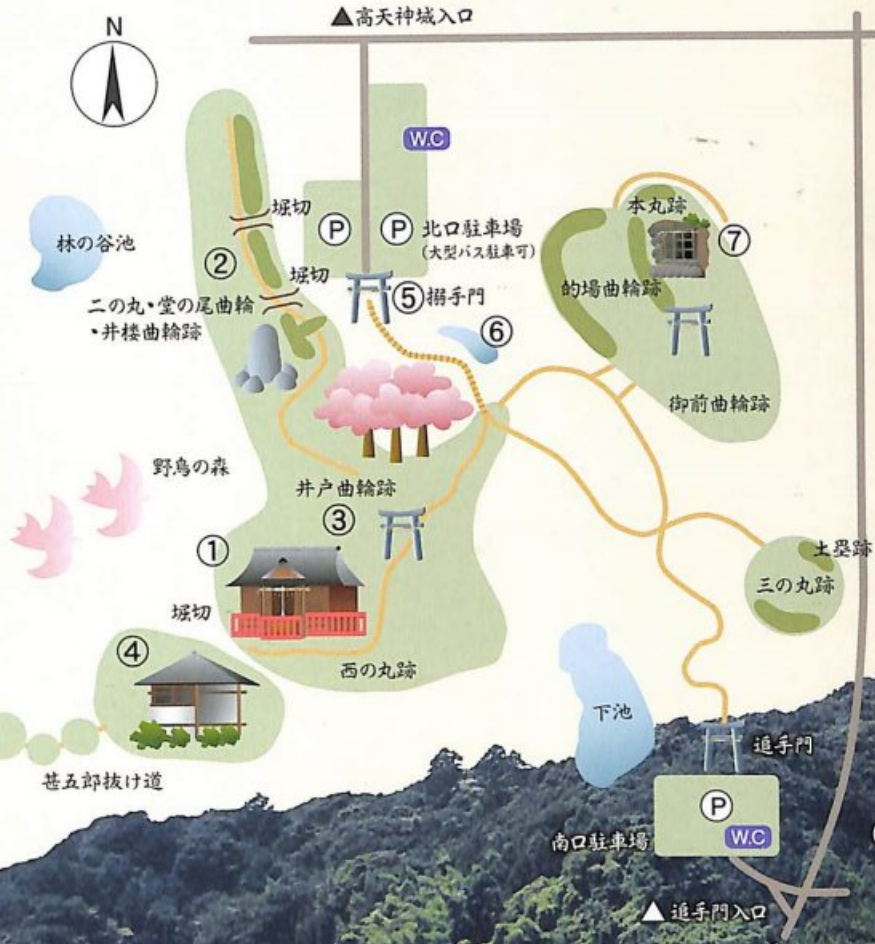 ▲高天神城入口
N
W.C
堀切
P
P
北口駐車場
(大型バス駐車可)
本丸跡
⑦
林の谷池
②
堀切
的場曲輪跡
二の丸・堂の尾曲輪
・井楼曲輪跡
⑤搦手門
⑥
御前曲輪跡
野鳥の森
井戸曲輪跡
③
①
土塁跡
三の丸跡
堀切
④
西の丸跡
下池
追手門
甚五郎抜け道
P
W.C
南口駐車場
△追手門入口